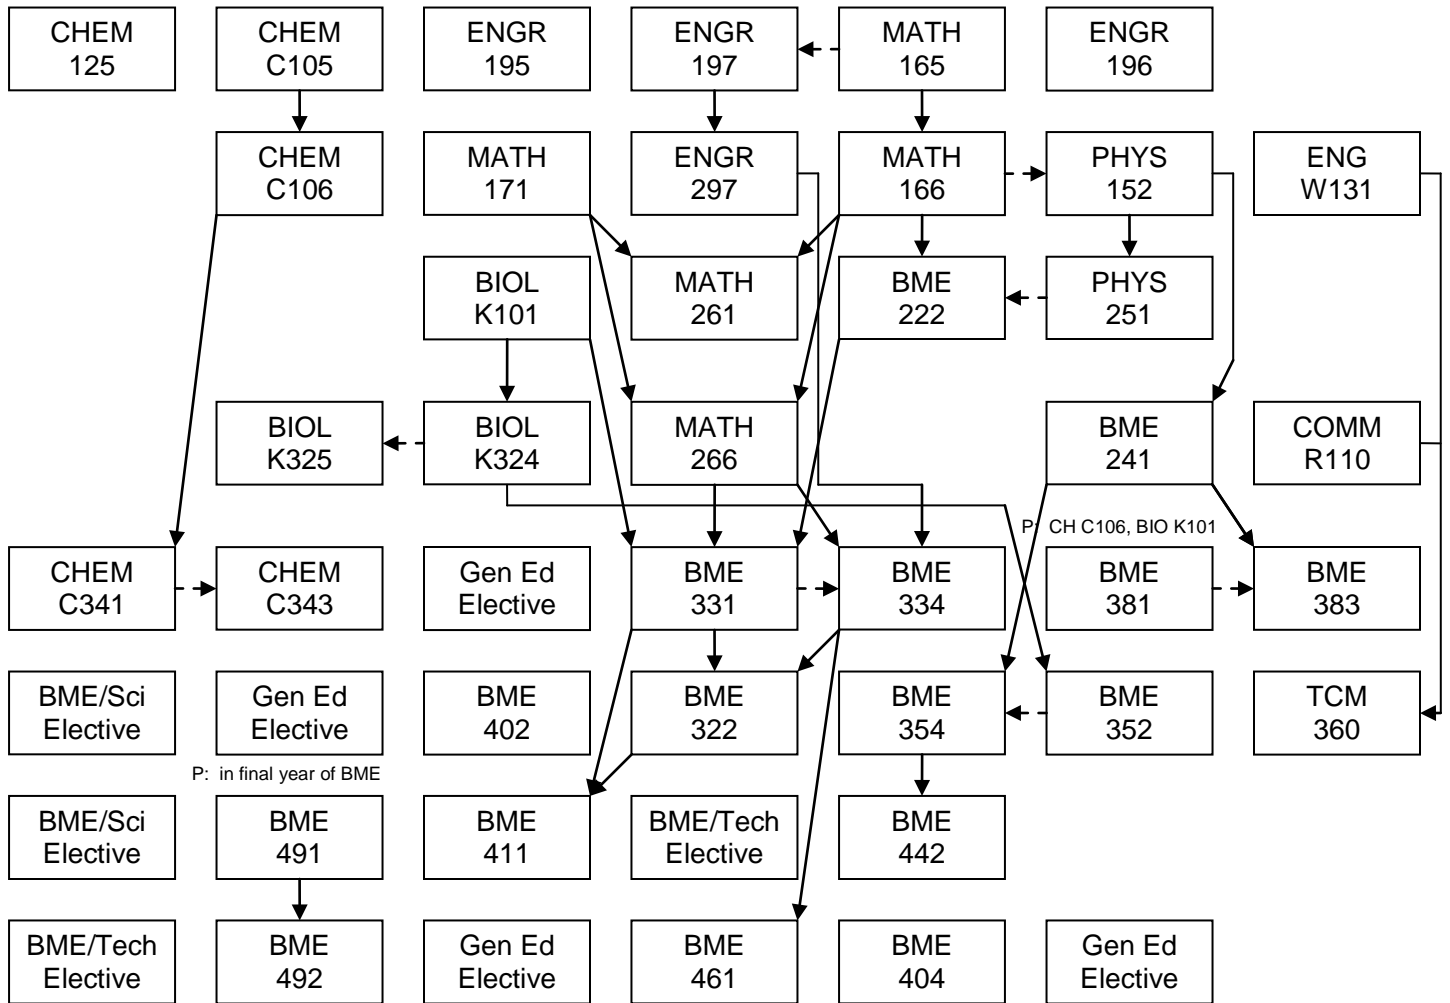 CHEM
125
CHEM
C105
ENGR
195
ENGR
197
MATH
165
ENGR
196
CHEM
C106
MATH
171
ENGR
297
MATH
166
PHYS
152
ENG
W131
BIOL
K101
MATH
261
BME
222
PHYS
251
BIOL
K325
BIOL
K324
MATH
266
BME
241
COMM
R110
P: CH C106, BIO K101
CHEM
C341
CHEM
C343
Gen Ed
Elective
BME
331
BME
334
BME
381
BME
383
BME/Sci
Elective
Gen Ed
Elective
BME
402
BME
322
BME
354
BME
352
TCM
360
P: in final year of BME
BME/Sci
Elective
BME
491
BME
411
BME/Tech
Elective
BME
442
BME/Tech
Elective
BME
492
Gen Ed
Elective
BME
461
BME
404
Gen Ed
Elective